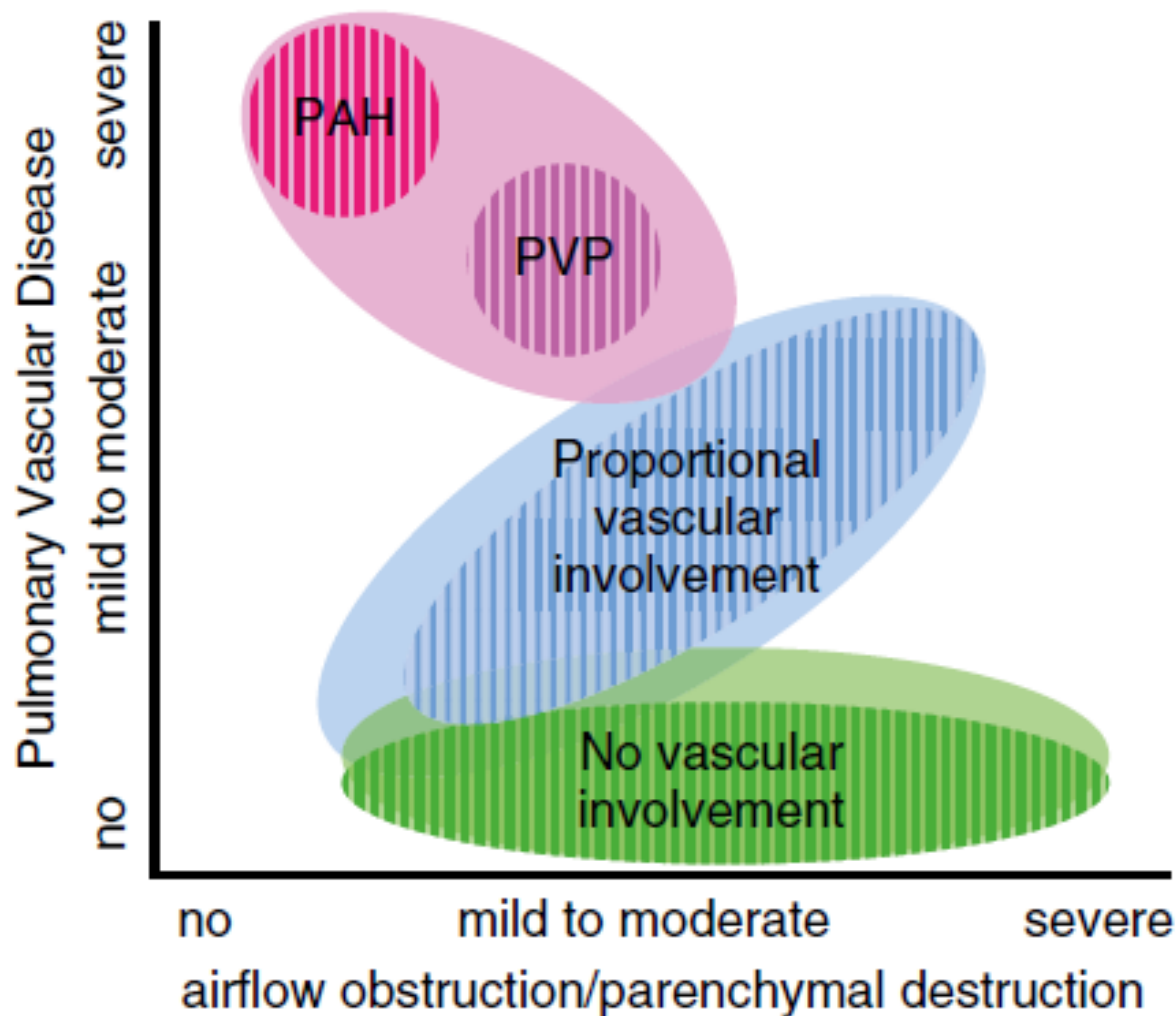 Pulmonary Vascular Disease
severe
mild to moderate
no
PAH
PVP
Proportional
vascular
involvement
No vascular
involvement
no
mild to moderate
severe
airflow obstruction/parenchymal destruction